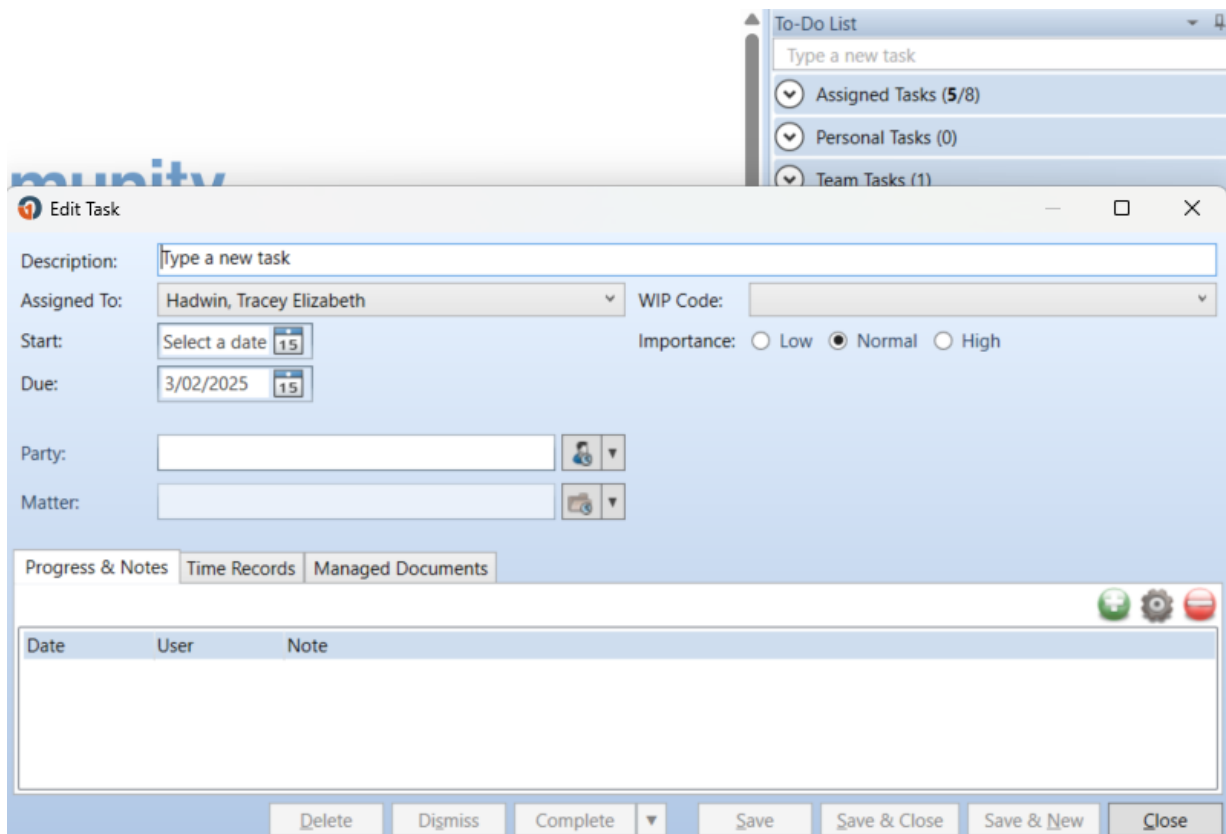 To-Do List
Type a new task
Assigned Tasks (5/8)
Personal Tasks (0)
Team Tasks (1)
munity
Edit Task
Description: Type a new task
Assigned To: Hadwin, Tracey Elizabeth WIP Code:
Start: Select a date 15 Importance: Low Normal High
Due: 3/02/2025 15
Party:
Matter:
Progress & Notes Time Records Managed Documents
Date User Note
Delete Dismiss Complete Save Save & Close Save & New Close